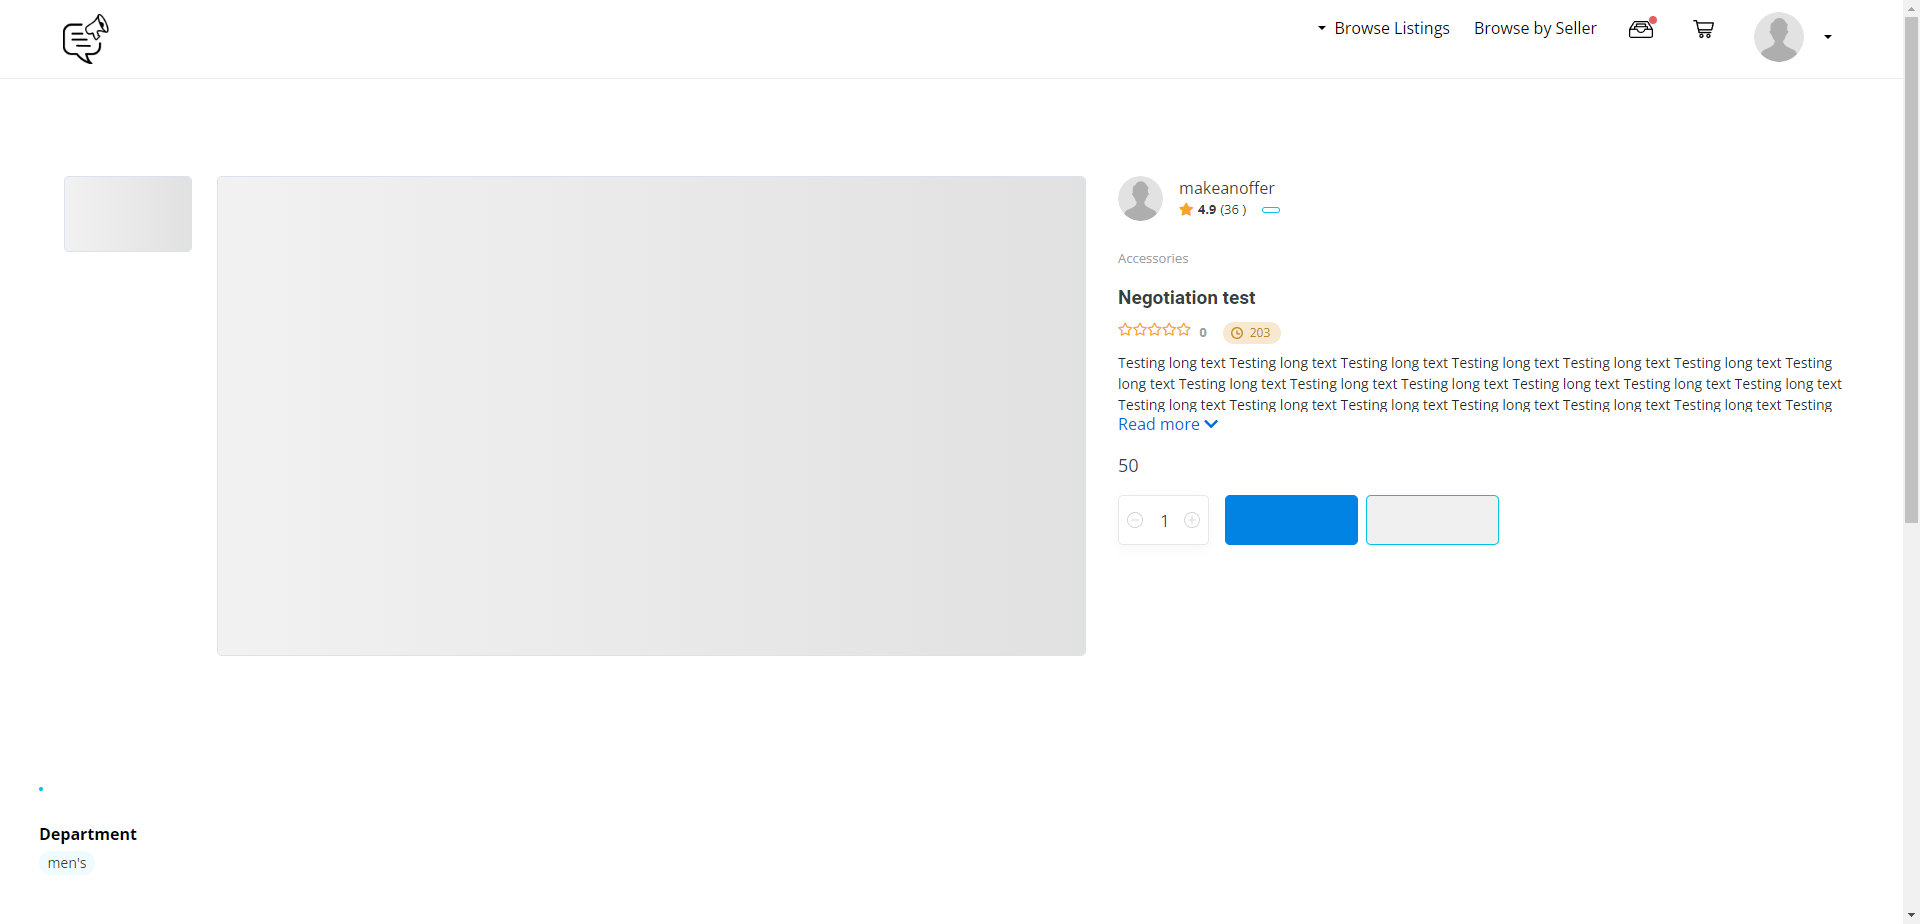 Browse Listings
Browse by Seller
makeanoffer
4.9 (36 )
Accessories
Negotiation test
0
203
Testing long text Testing long text Testing long text Testing long text Testing long text Testing long text Testing
long text Testing long text Testing long text Testing long text Testing long text Testing long text Testing long text
Testing long text Testing long text Testing long text Testing long text Testing long text Testing long text Testing
Read more
50
1
Department
men's